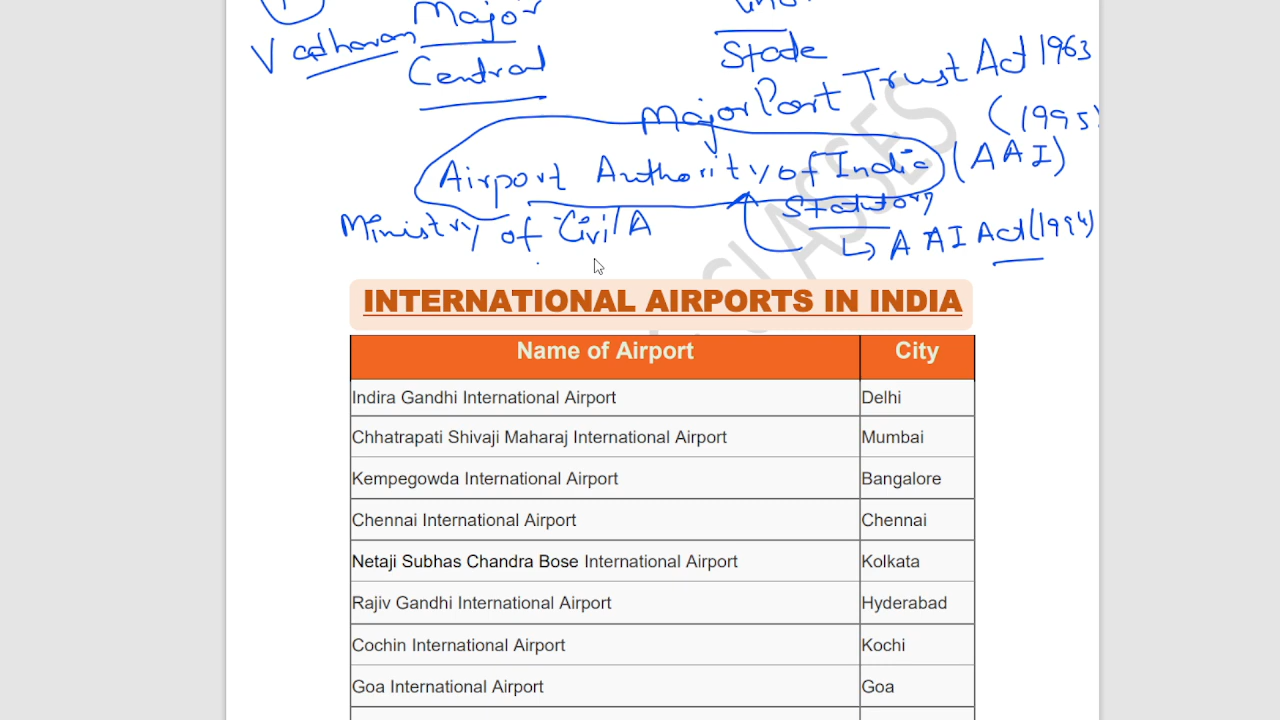 Major
Vadhavan
Central
State
Major Port Trust Act 1963
(1995)
Airport Authority of India (AAI)
Statutory
Ministry of Civil A
↳ AAI Act (1994)
CLASSES
INTERNATIONAL AIRPORTS IN INDIA
Name of Airport City
Indira Gandhi International Airport Delhi
Chhatrapati Shivaji Maharaj International Airport Mumbai
Kempegowda International Airport Bangalore
Chennai International Airport Chennai
Netaji Subhas Chandra Bose International Airport Kolkata
Rajiv Gandhi International Airport Hyderabad
Cochin International Airport Kochi
Goa International Airport Goa